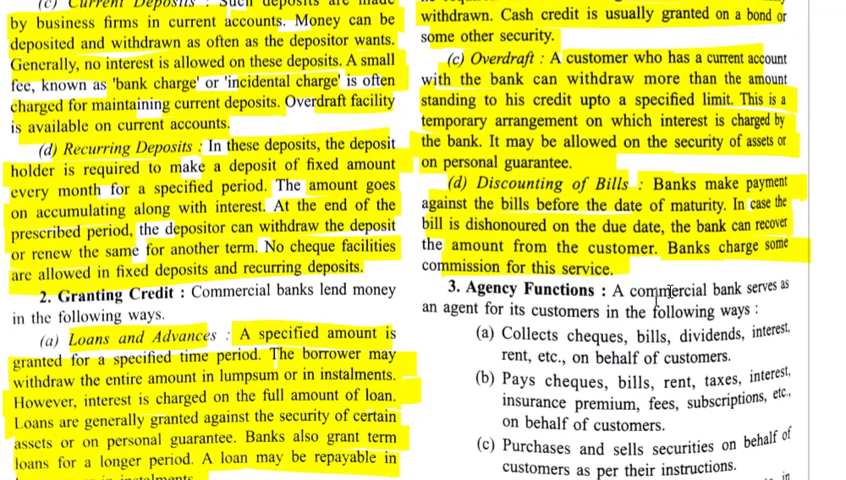 (c) Current Deposits : Such deposits are made
by business firms in current accounts. Money can be
deposited and withdrawn as often as the depositor wants.
Generally, no interest is allowed on these deposits. A small
fee, known as 'bank charge' or 'incidental charge' is often
charged for maintaining current deposits. Overdraft facility
is available on current accounts.
(d) Recurring Deposits : In these deposits, the deposit
holder is required to make a deposit of fixed amount
every month for a specified period. The amount goes
on accumulating along with interest. At the end of the
prescribed period, the depositor can withdraw the deposit
or renew the same for another term. No cheque facilities
are allowed in fixed deposits and recurring deposits.
2. Granting Credit : Commercial banks lend money
in the following ways.
(a) Loans and Advances : A specified amount is
granted for a specified time period. The borrower may
withdraw the entire amount in lumpsum or in instalments.
However, interest is charged on the full amount of loan.
Loans are generally granted against the security of certain
assets or on personal guarantee. Banks also grant term
loans for a longer period. A loan may be repayable in
instalments
withdrawn. Cash credit is usually granted on a bond or
some other security.
(c) Overdraft : A customer who has a current account
with the bank can withdraw more than the amount
standing to his credit upto a specified limit. This is a
temporary arrangement on which interest is charged by
the bank. It may be allowed on the security of assets or
on personal guarantee.
(d) Discounting of Bills : Banks make payment
against the bills before the date of maturity. In case the
bill is dishonoured on the due date, the bank can recover
the amount from the customer. Banks charge some
commission for this service.
3. Agency Functions : A commercial bank serves as
an agent for its customers in the following ways :
(a) Collects cheques, bills, dividends, interest,
rent, etc., on behalf of customers.
(b) Pays cheques, bills, rent, taxes, interest,
insurance premium, fees, subscriptions, etc.,
on behalf of customers.
(c) Purchases and sells securities on behalf of
customers as per their instructions.
in